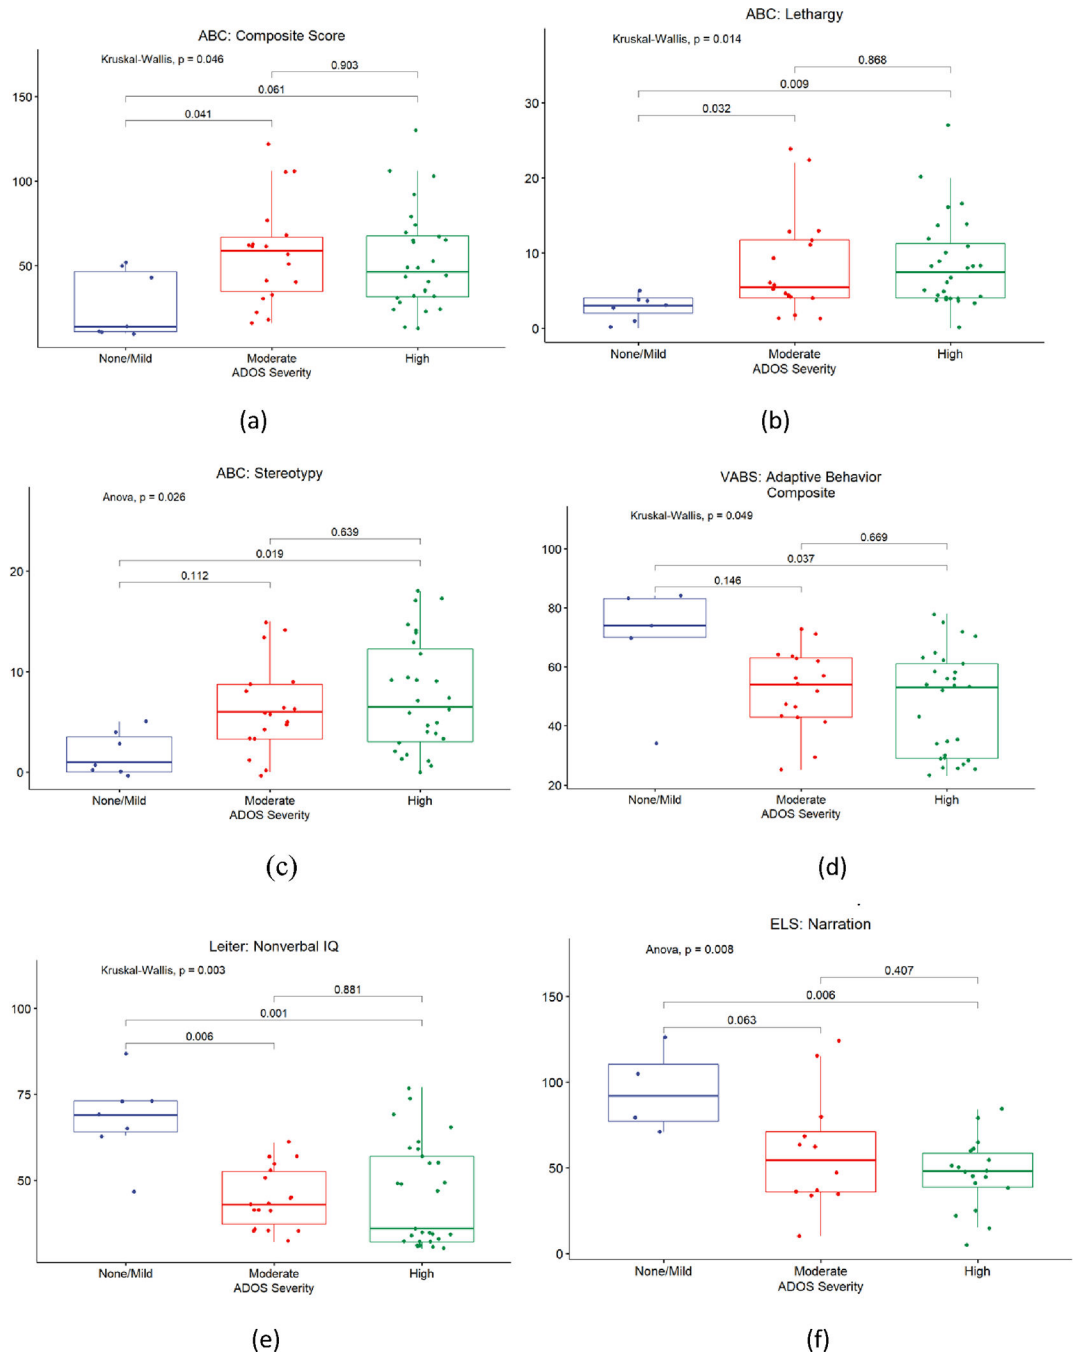 ABC: Composite Score
Kruskal-Wallis, p = 0.046
0.903
0.061
0.041
150
100
50
None/Mild Moderate High
ADOS Severity
(a)
ABC: Lethargy
Kruskal-Wallis, p = 0.014
0.868
0.009
0.032
30
20
10
0
None/Mild Moderate High
ADOS Severity
(b)
ABC: Stereotypy
Anova, p = 0.026
0.639
0.019
0.112
20
10
0
None/Mild Moderate High
ADOS Severity
(c)
VABS: Adaptive Behavior
Composite
Kruskal-Wallis, p = 0.049
0.669
0.037
0.146
100
80
60
40
20
None/Mild Moderate High
ADOS Severity
(d)
Leiter: Nonverbal IQ
Kruskal-Wallis, p = 0.003
0.881
0.001
0.006
100
75
50
None/Mild Moderate High
ADOS Severity
(e)
ELS: Narration
Anova, p = 0.008
0.407
0.006
0.063
150
100
50
0
None/Mild Moderate High
ADOS Severity
(f)